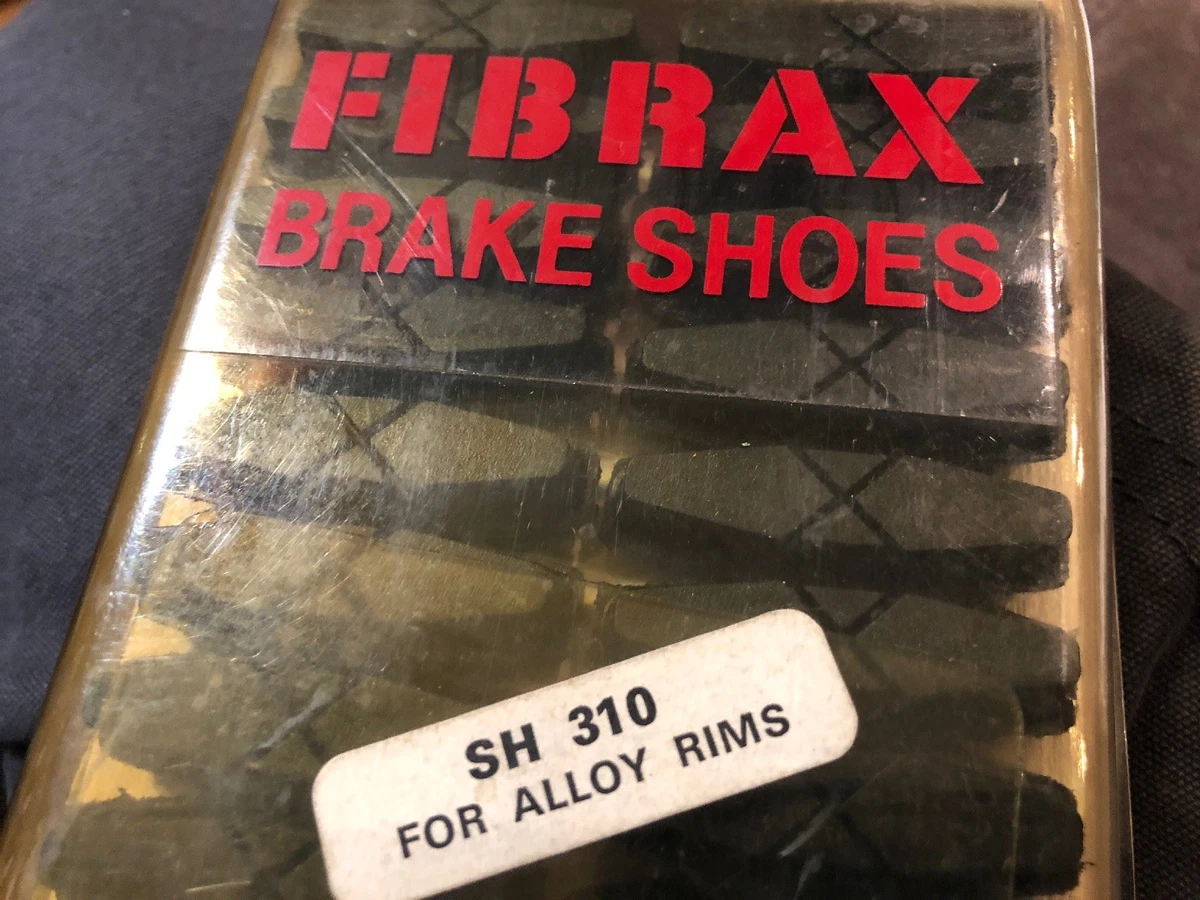 FIBRAX
BRAKE SHOES
SH 310
FOR ALLOY RIMS